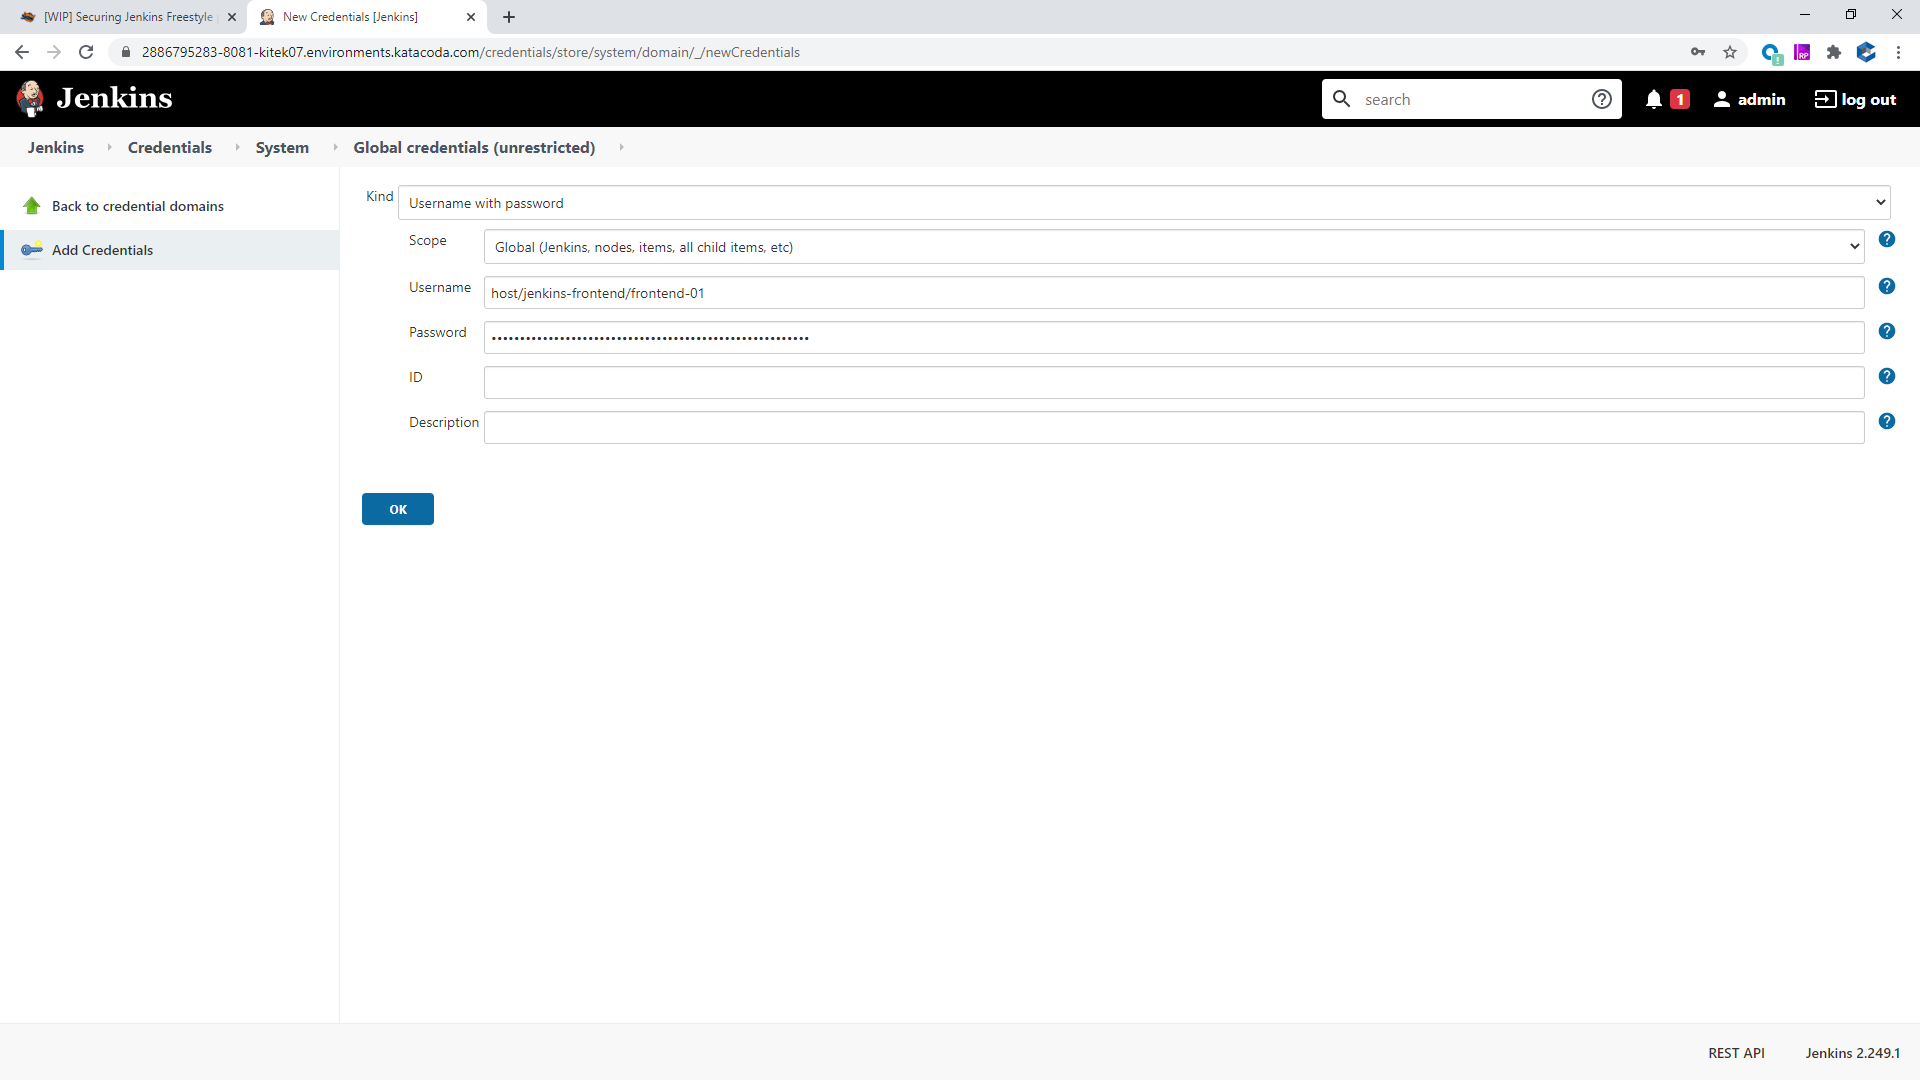 [WIP] Securing Jenkins Freestyle
New Credentials [Jenkins]
2886795283-8081-kitek07.environments.katacoda.com/credentials/store/system/domain/_/newCredentials
Jenkins
search
1
admin
log out
Jenkins
Credentials
System
Global credentials (unrestricted)
Back to credential domains
Add Credentials
Kind
Username with password
Scope
Global (Jenkins, nodes, items, all child items, etc)
Username
host/jenkins-frontend/frontend-01
Password
ID
Description
OK
REST API
Jenkins 2.249.1